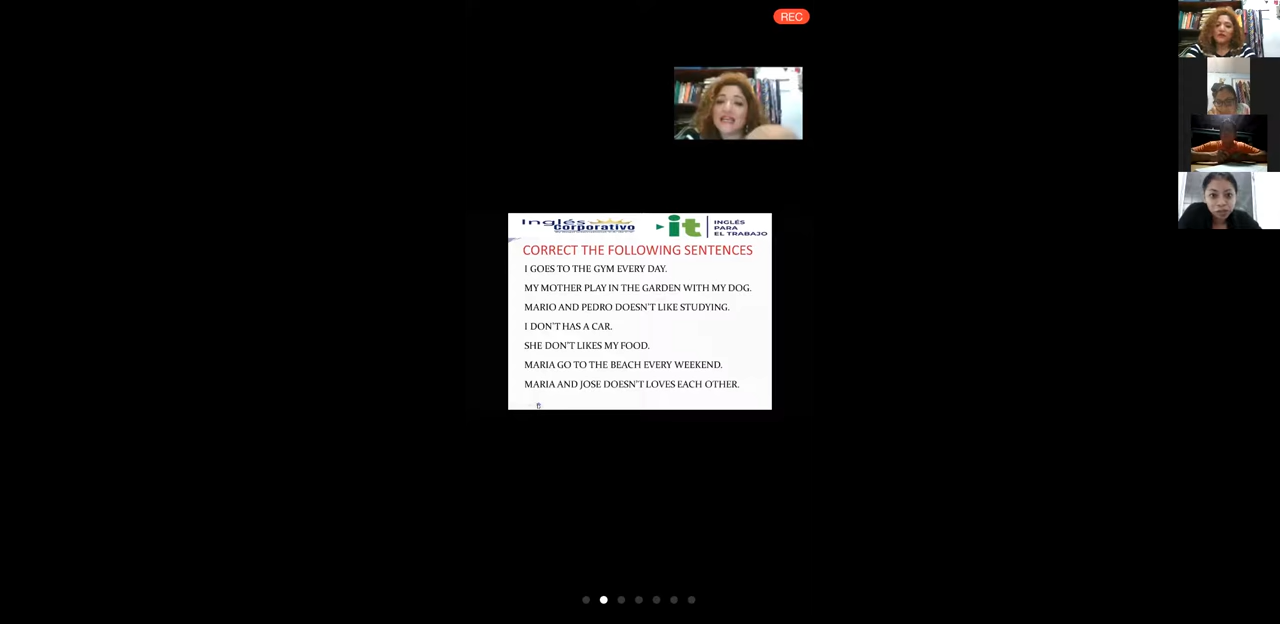 REC
Inglés
Corporativo
it INGLÉS
PARA
EL TRABAJO
CORRECT THE FOLLOWING SENTENCES
I GOES TO THE GYM EVERY DAY.
MY MOTHER PLAY IN THE GARDEN WITH MY DOG.
MARIO AND PEDRO DOESN'T LIKE STUDYING.
I DON'T HAS A CAR.
SHE DON'T LIKES MY FOOD.
MARIA GO TO THE BEACH EVERY WEEKEND.
MARIA AND JOSE DOESN'T LOVES EACH OTHER.